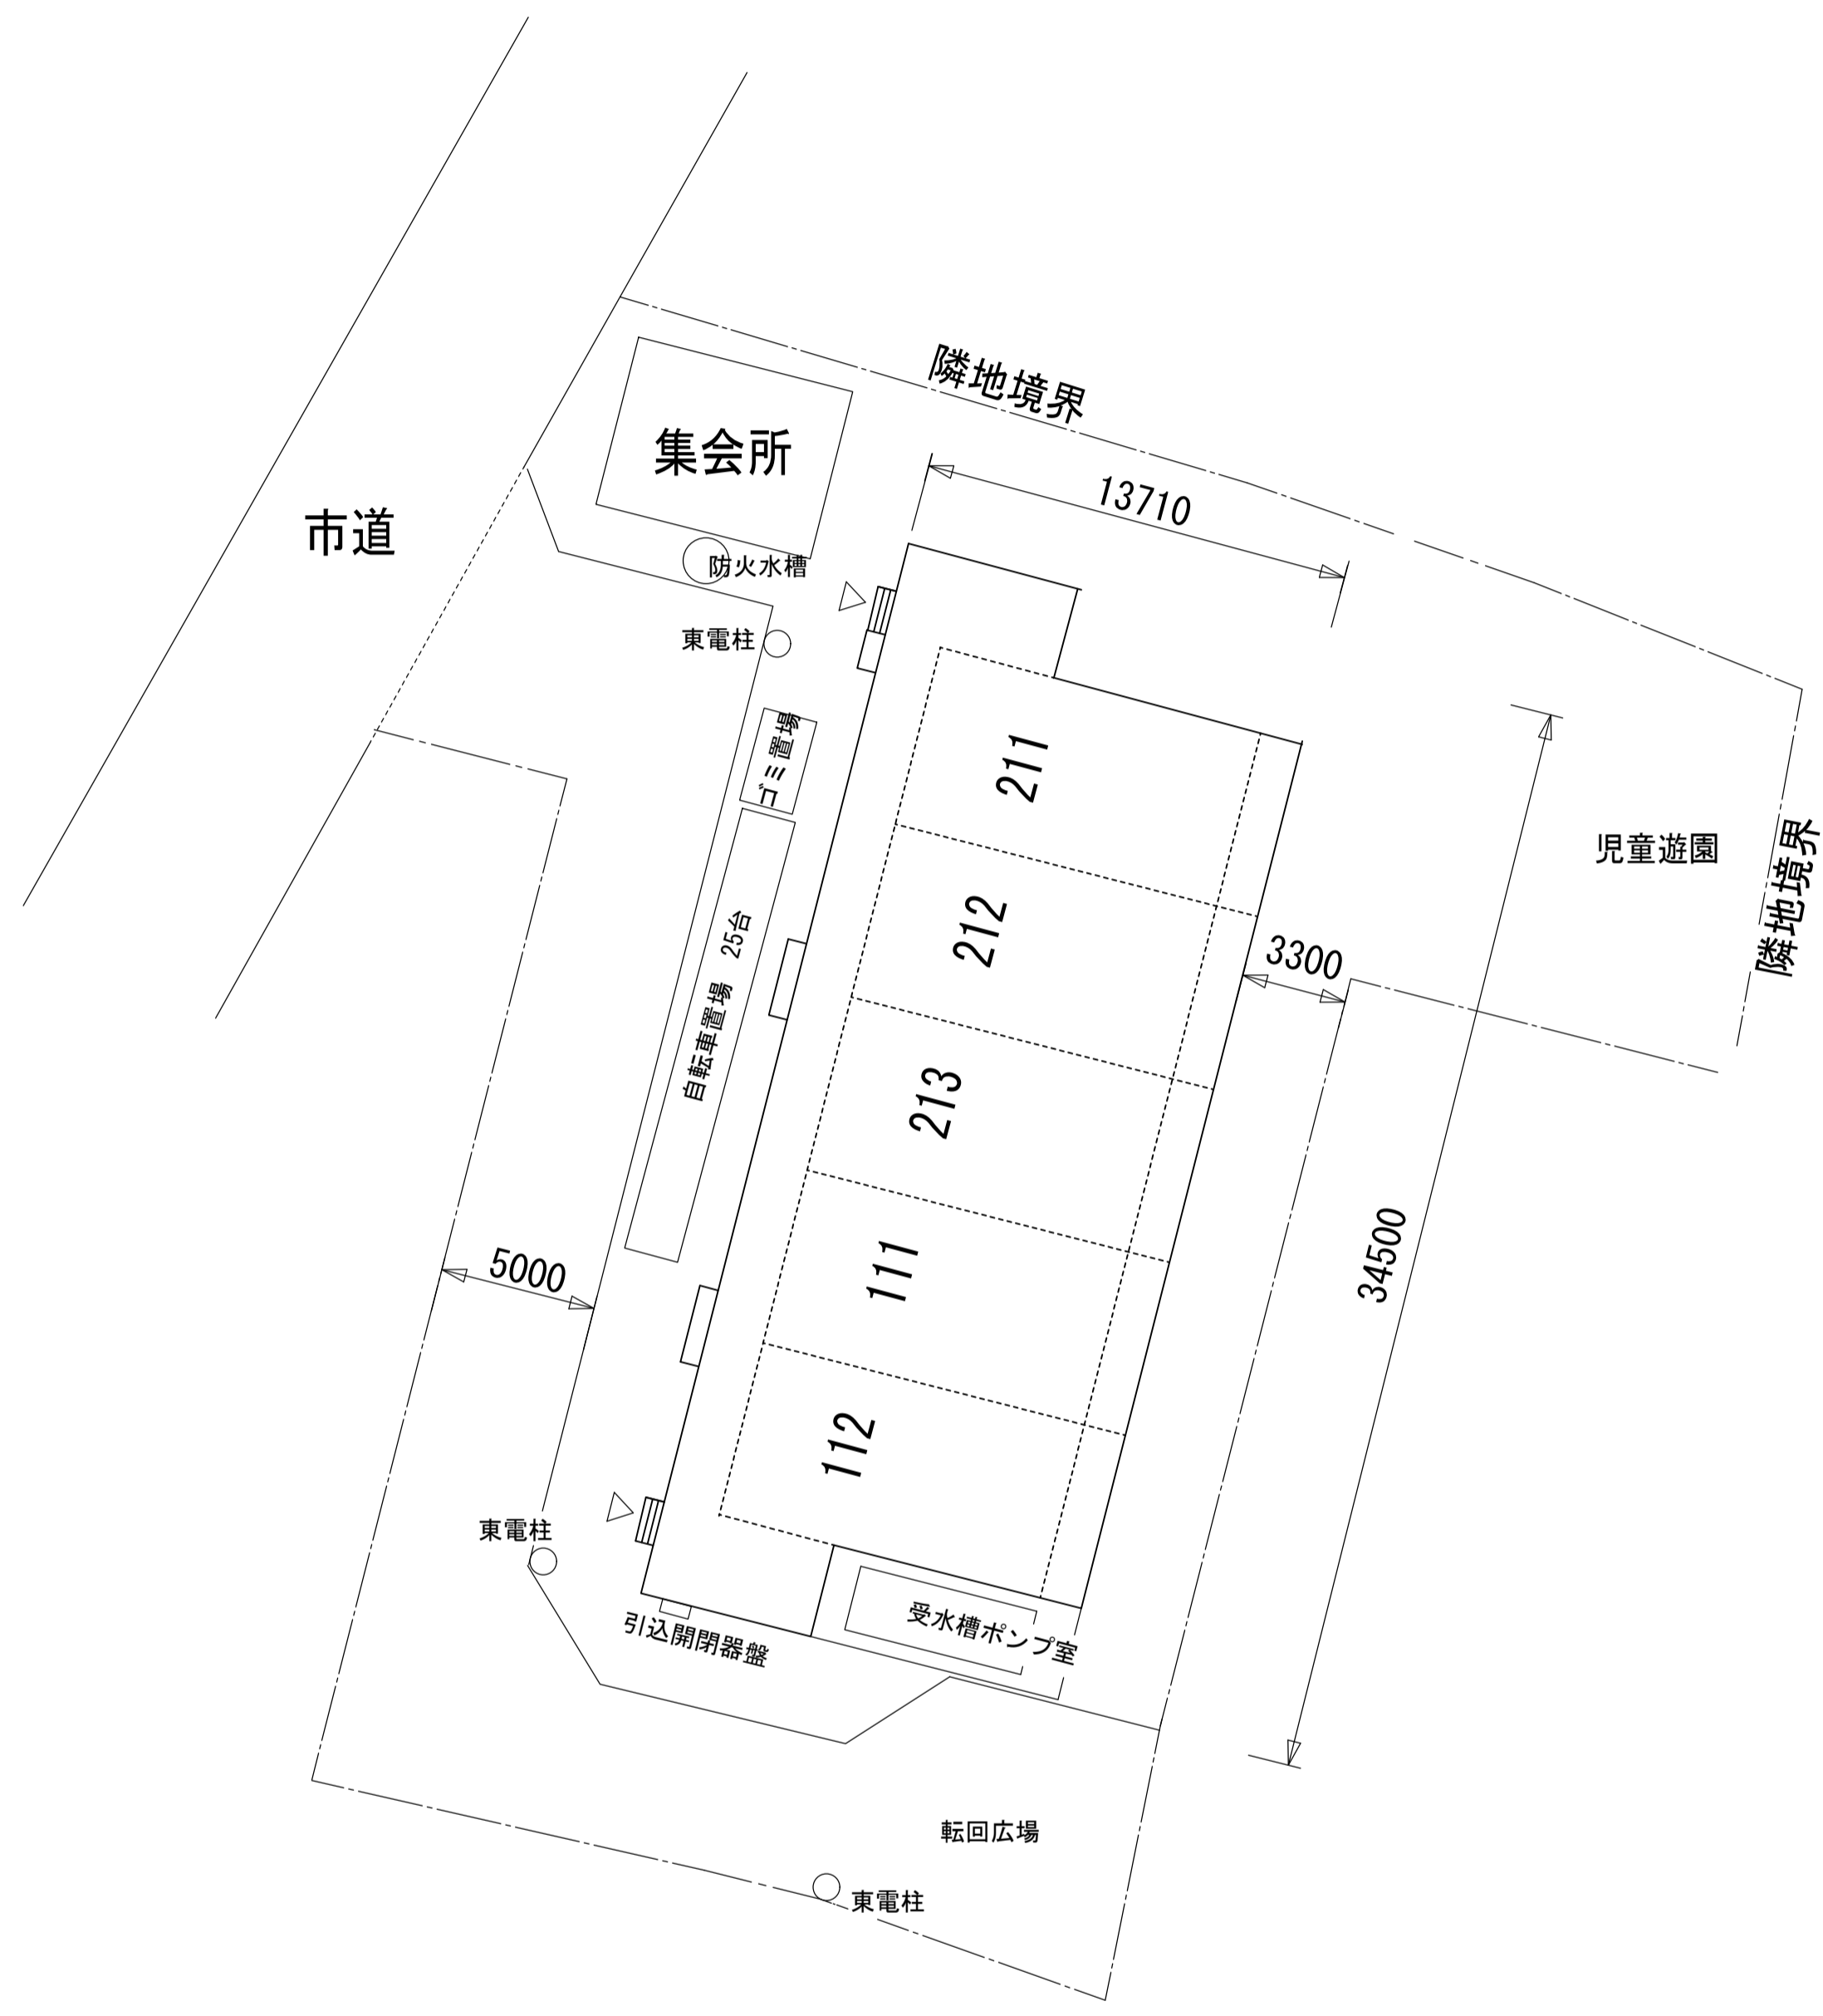 隣地境界
集会所
13710
市道
防火水槽
東電柱
ゴミ置場
211
児童遊園
隣地境界
212
3300
自転車置場　25台
213
5000
111
34500
112
東電柱
受水槽ポンプ室
引込開閉器盤
転回広場
東電柱